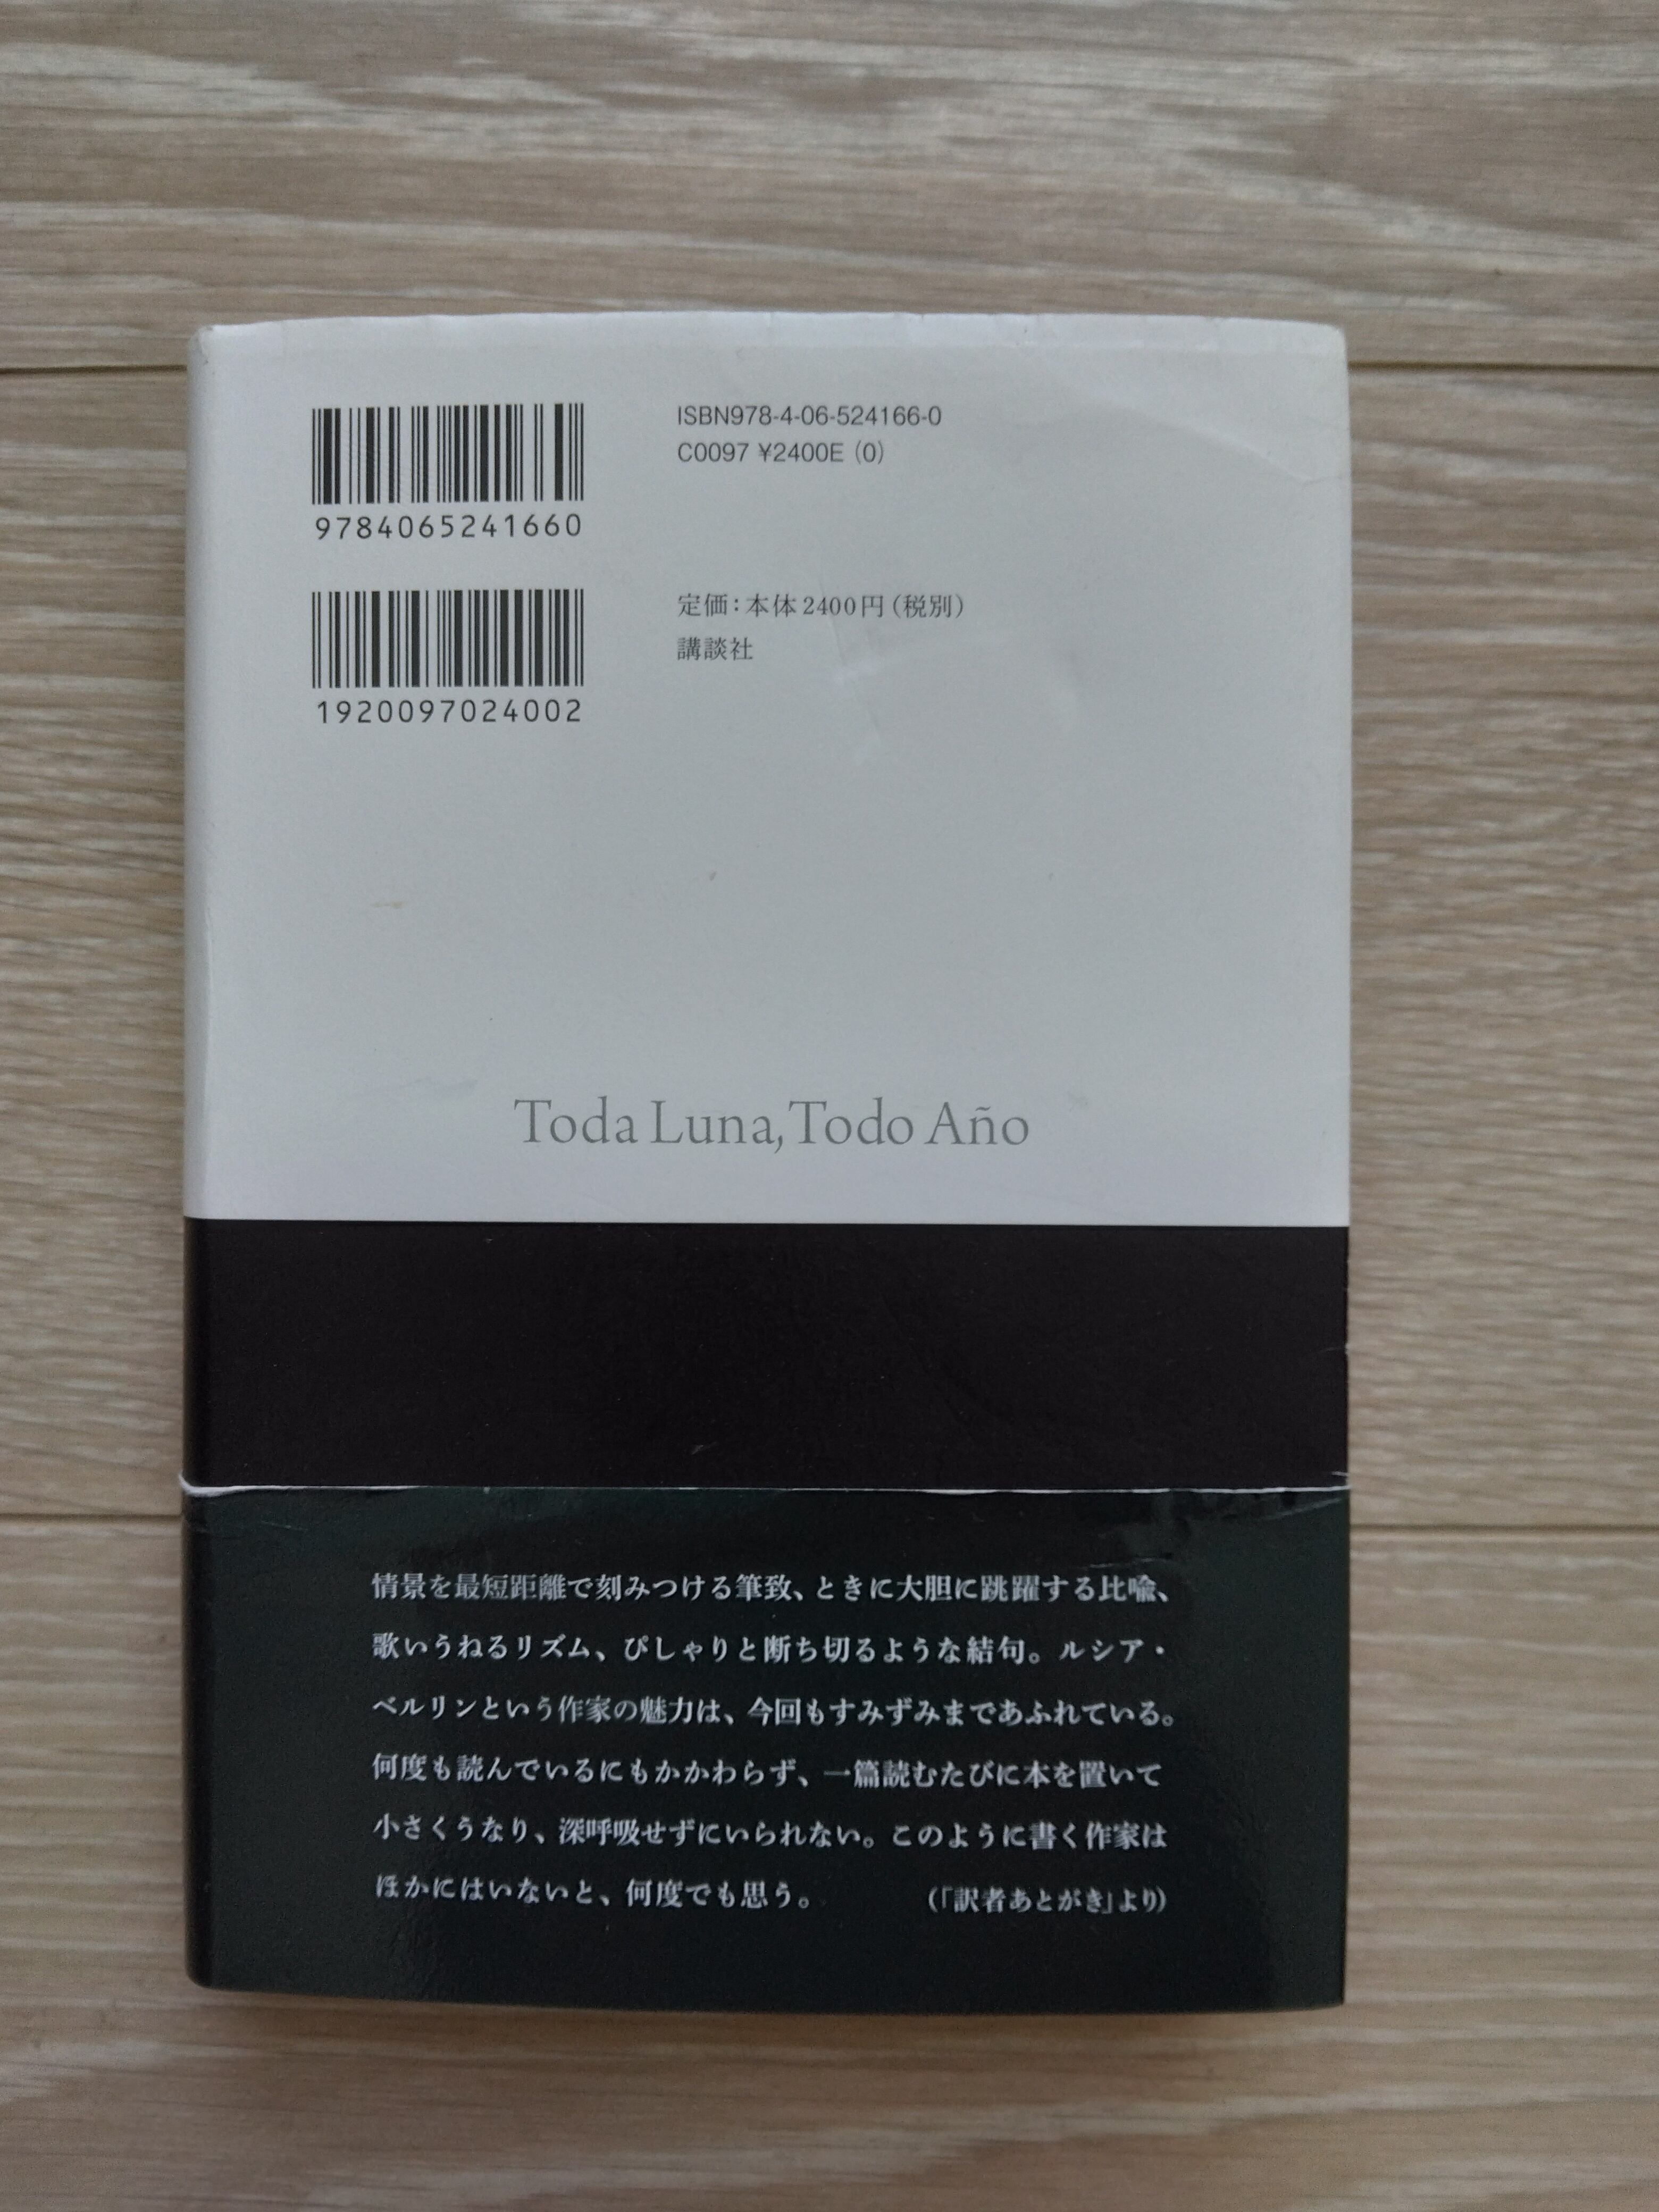 ISBN978-4-06-524166-0
C0097 ¥2400E (0)
9784065241660
定価：本体2400円（税別）
講談社
1920097024002
Toda Luna, Todo Año
情景を最短距離で刻みつける筆致、ときに大胆に跳躍する比喩、
歌いうねるリズム、ぴしゃりと断ち切るような結句。ルシア・
ベルリンという作家の魅力は、今回もすみずみまであふれている。
何度も読んでいるにもかかわらず、一篇読むたびに本を置いて
小さくうなり、深呼吸せずにいられない。このように書く作家は
ほかにはいないと、何度でも思う。
（「訳者あとがき」より）